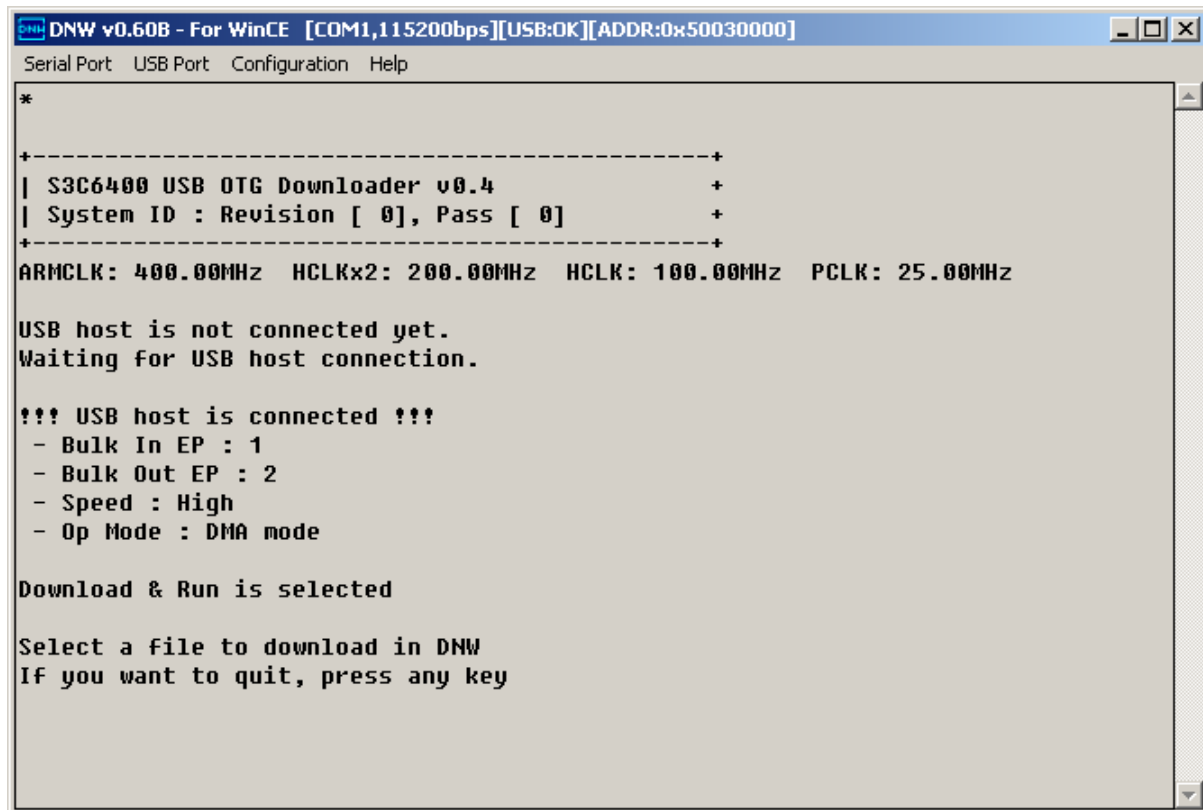 DNW v0.60B - For WinCE [COM1,115200bps][USB:OK][ADDR:0x50030000]
Serial Port USB Port Configuration Help
*
+-----------------------------------------------+
| S3C6400 USB OTG Downloader v0.4 +
| System ID : Revision [ 0], Pass [ 0] +
+-----------------------------------------------+
ARMCLK: 400.00MHz HCLKx2: 200.00MHz HCLK: 100.00MHz PCLK: 25.00MHz
USB host is not connected yet.
Waiting for USB host connection.
!!! USB host is connected !!!
- Bulk In EP : 1
- Bulk Out EP : 2
- Speed : High
- Op Mode : DMA mode
Download & Run is selected
Select a file to download in DNW
If you want to quit, press any key